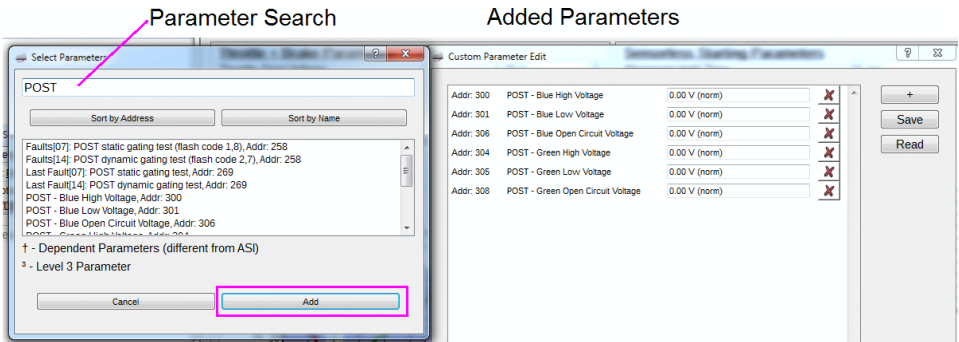 Parameter Search
Added Parameters
Select Parameters
POST
Sort by Address
Sort by Name
Faults[07]: POST static gating test (flash code 1,8), Addr: 258
Faults[14]: POST dynamic gating test (flash code 2,7), Addr: 258
Last Fault[07]: POST static gating test, Addr: 269
Last Fault[14]: POST dynamic gating test, Addr: 269
POST - Blue High Voltage, Addr: 300
POST - Blue Low Voltage, Addr: 301
POST - Blue Open Circuit Voltage, Addr: 306
POST - Green High Voltage, Addr: 304
† - Dependent Parameters (different from ASI)
³ - Level 3 Parameter
Cancel
Add
Custom Parameter Edit
Addr: 300 POST - Blue High Voltage 0.00 V (norm)
Addr: 301 POST - Blue Low Voltage 0.00 V (norm)
Addr: 306 POST - Blue Open Circuit Voltage 0.00 V (norm)
Addr: 304 POST - Green High Voltage 0.00 V (norm)
Addr: 305 POST - Green Low Voltage 0.00 V (norm)
Addr: 308 POST - Green Open Circuit Voltage 0.00 V (norm)
+
Save
Read